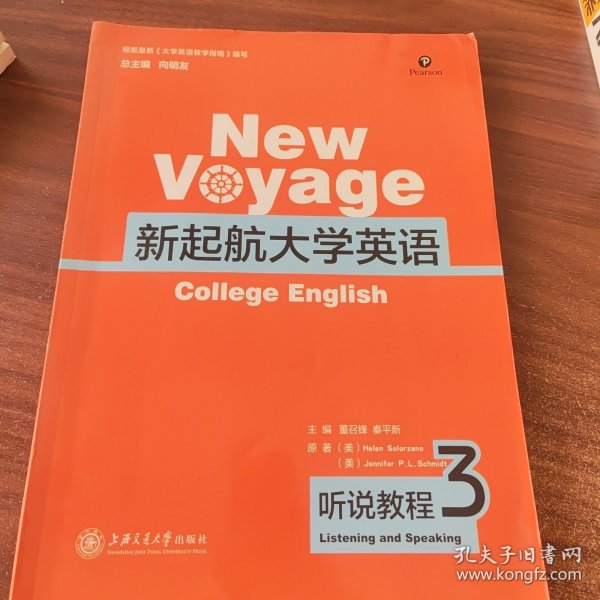 根据最新《大学英语教学指南》编写
总主编 向明友
Pearson
New
Voyage
新起航大学英语
College English
主 编 董召锋 秦平新
原 著 (美) Helen Solorzano
(美) Jennifer P. L. Schmidt
听说教程 3
Listening and Speaking
上海交通大学出版社
SHANGHAI JIAO TONG UNIVERSITY PRESS
孔夫子旧书网
www.kongfz.com